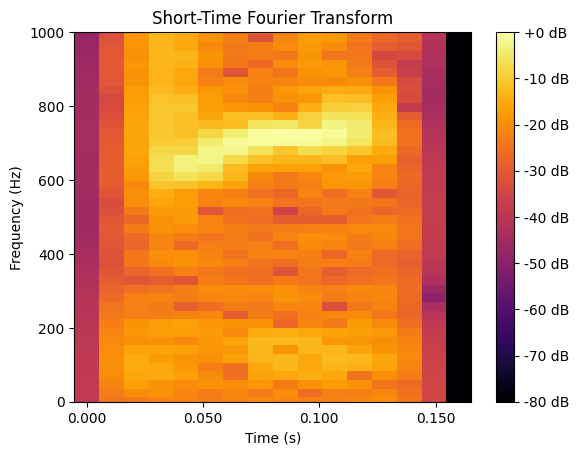 Short-Time Fourier Transform
1000
800
600
400
200
0
Frequency (Hz)
0.000
0.050
0.100
0.150
Time (s)
+0 dB
-10 dB
-20 dB
-30 dB
-40 dB
-50 dB
-60 dB
-70 dB
-80 dB